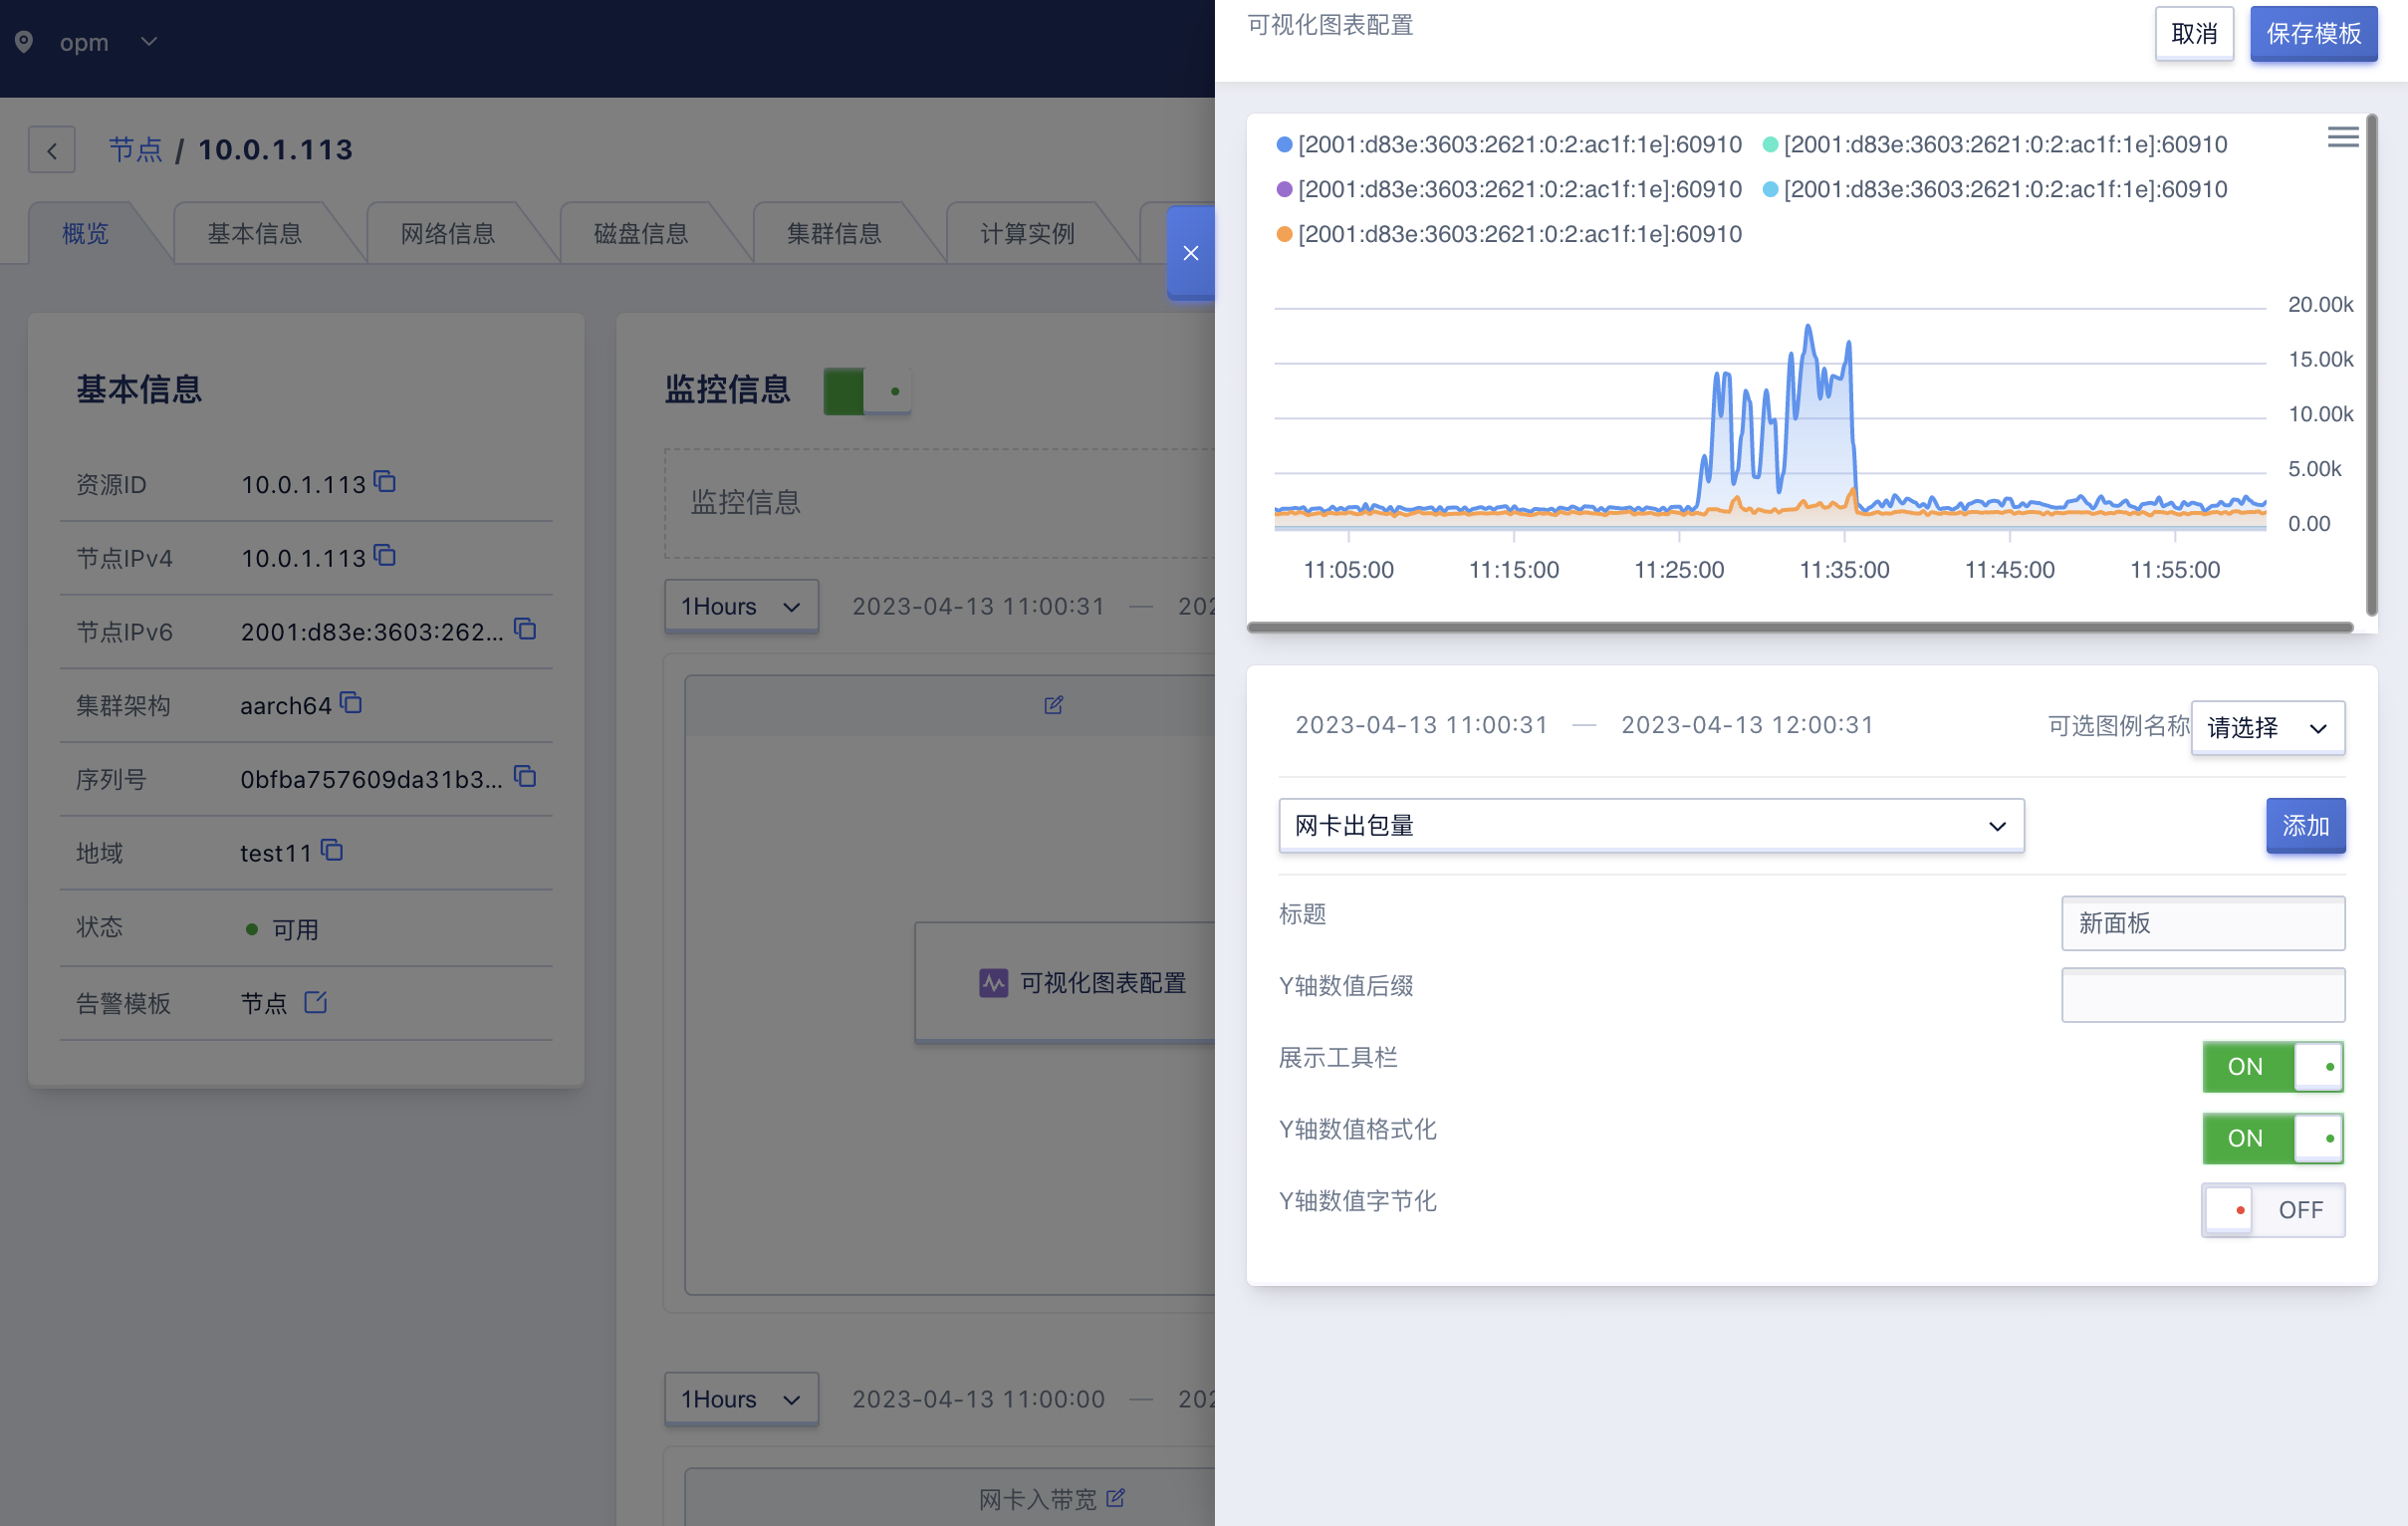 opm
节点 / 10.0.1.113
概览
基本信息
网络信息
磁盘信息
集群信息
计算实例
基本信息
资源ID 10.0.1.113
节点IPv4 10.0.1.113
节点IPv6 2001:d83e:3603:262...
集群架构 aarch64
序列号 0bfba757609da31b3...
地域 test11
状态 可用
告警模板 节点
监控信息
监控信息
1Hours 2023-04-13 11:00:31 — 202
可视化图表配置
1Hours 2023-04-13 11:00:00 — 202
网卡入带宽
可视化图表配置
取消
保存模板
[2001:d83e:3603:2621:0:2:ac1f:1e]:60910 [2001:d83e:3603:2621:0:2:ac1f:1e]:60910
[2001:d83e:3603:2621:0:2:ac1f:1e]:60910 [2001:d83e:3603:2621:0:2:ac1f:1e]:60910
[2001:d83e:3603:2621:0:2:ac1f:1e]:60910
20.00k
15.00k
10.00k
5.00k
0.00
11:05:00 11:15:00 11:25:00 11:35:00 11:45:00 11:55:00
2023-04-13 11:00:31 — 2023-04-13 12:00:31 可选图例名称 请选择
网卡出包量 添加
标题 新面板
Y轴数值后缀
展示工具栏 ON
Y轴数值格式化 ON
Y轴数值字节化 OFF